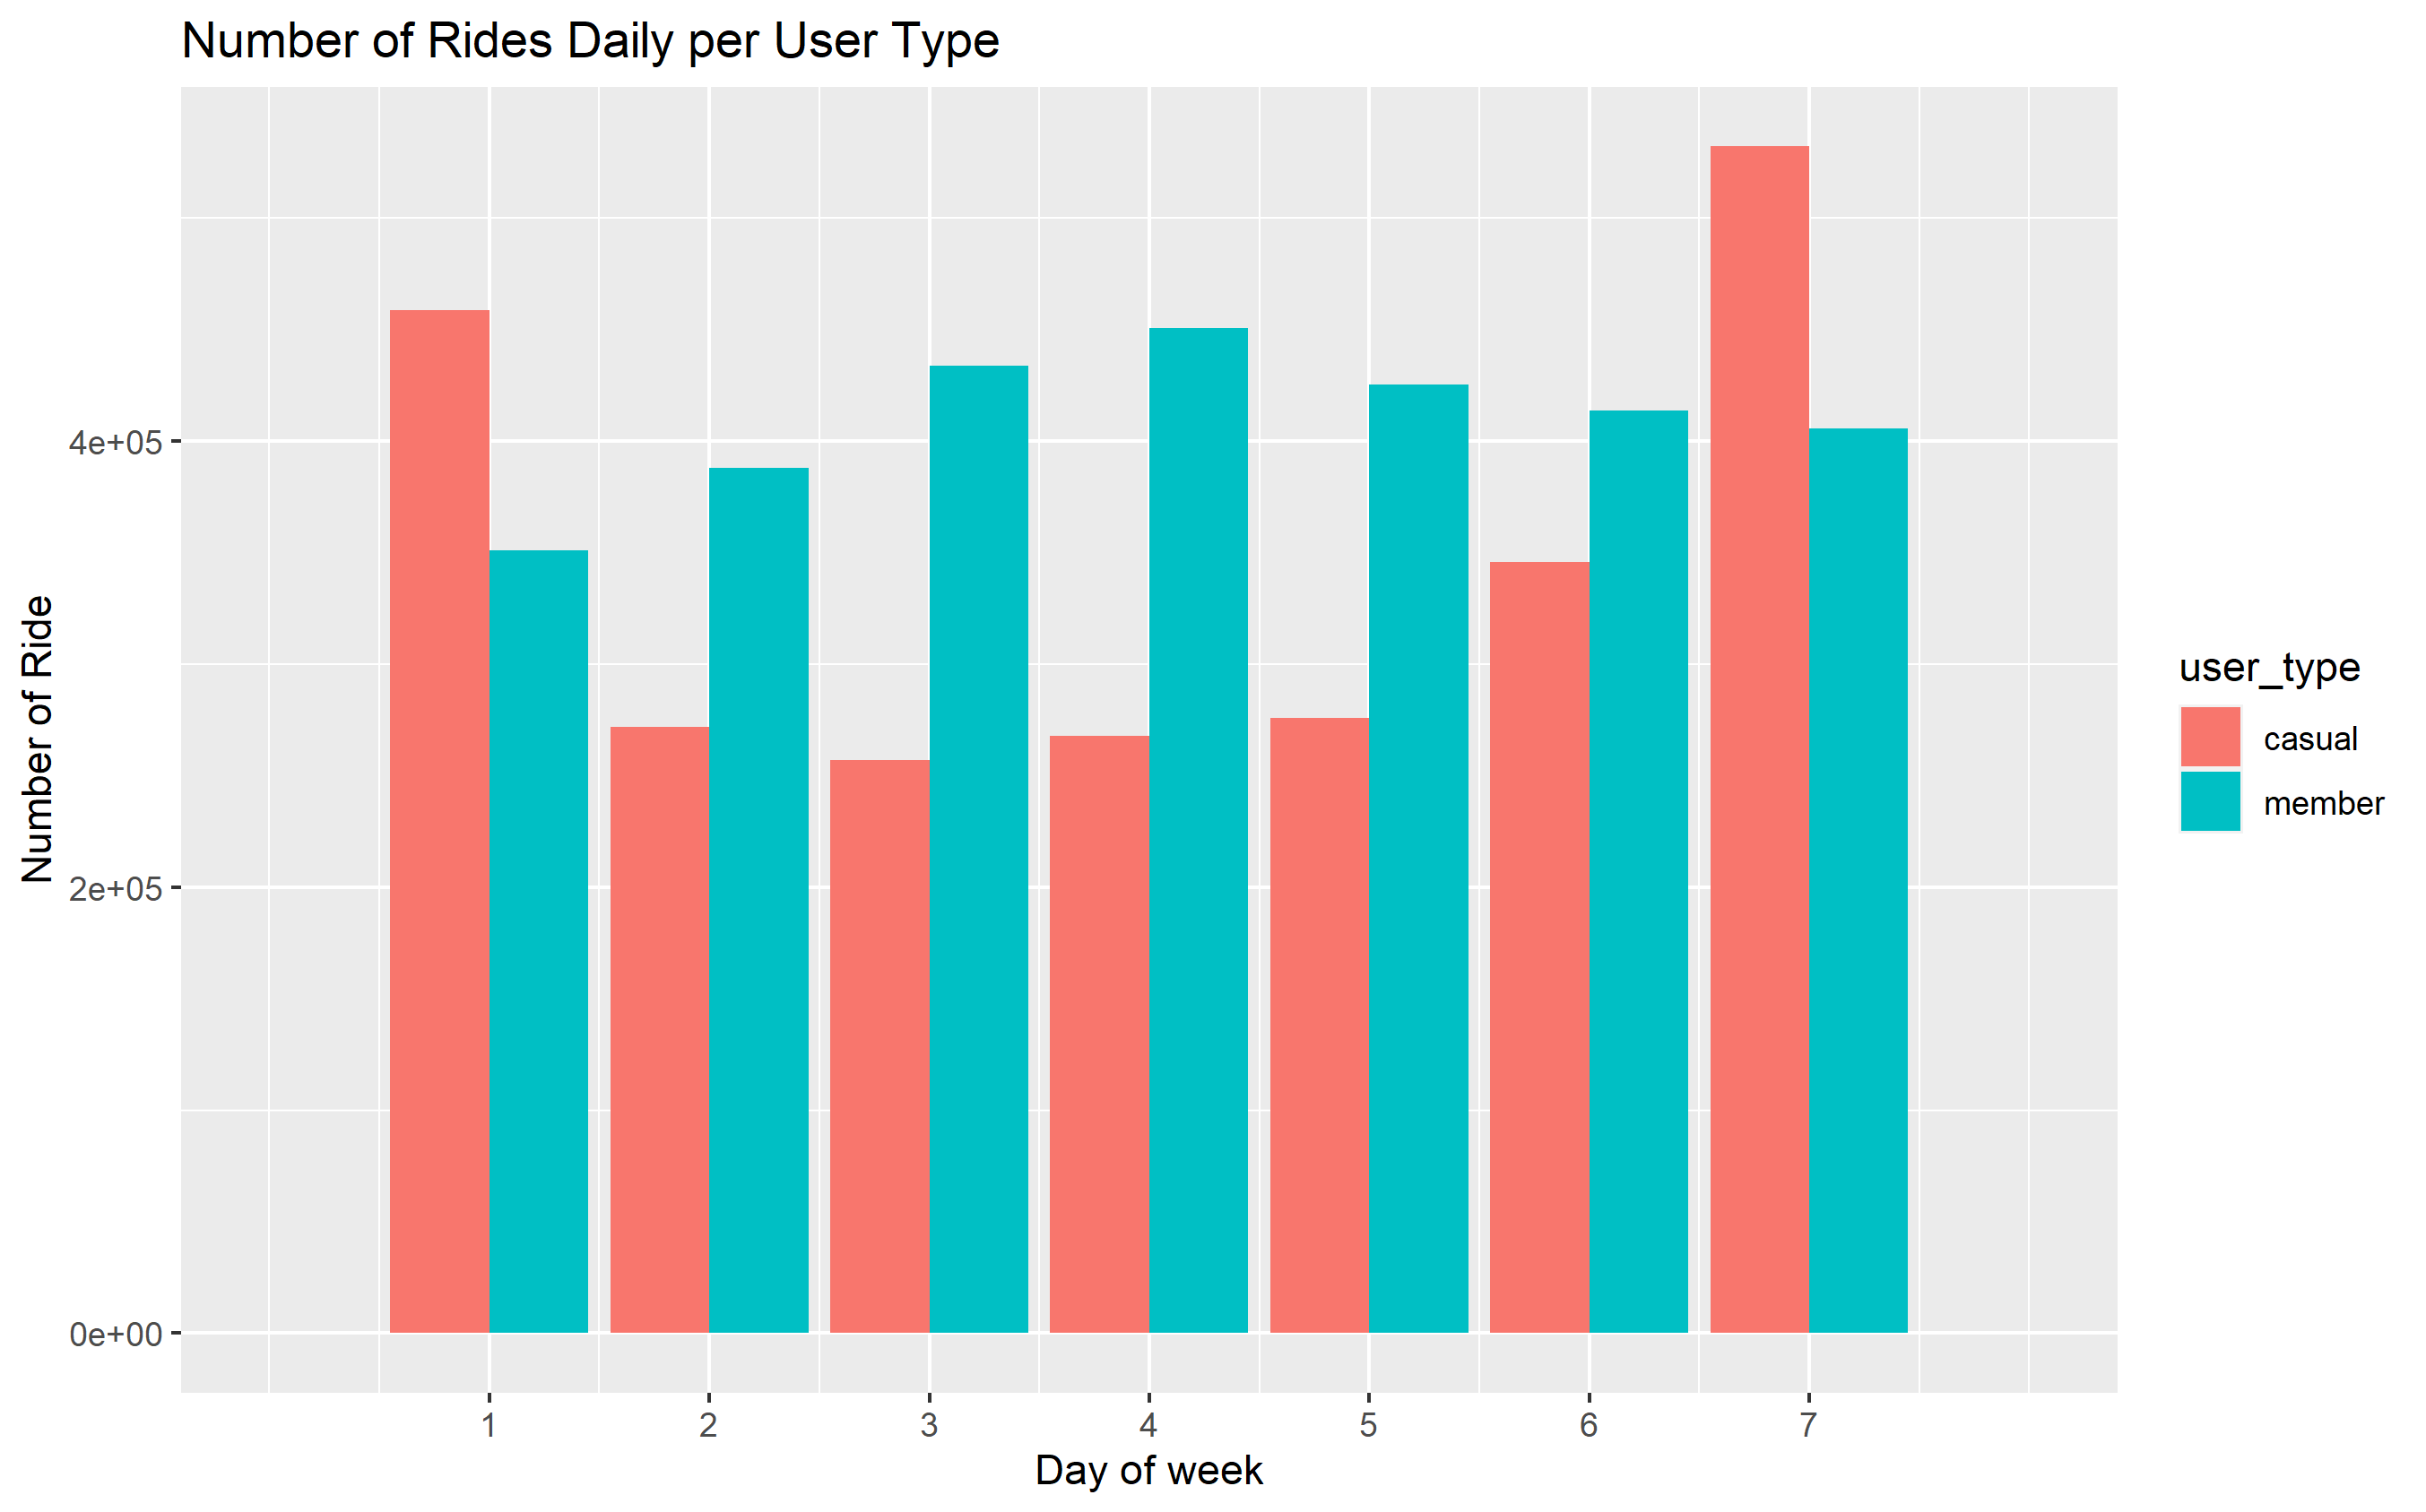 Number of Rides Daily per User Type
Number of Ride
4e+05
2e+05
0e+00
1 2 3 4 5 6 7
Day of week
user_type
casual
member